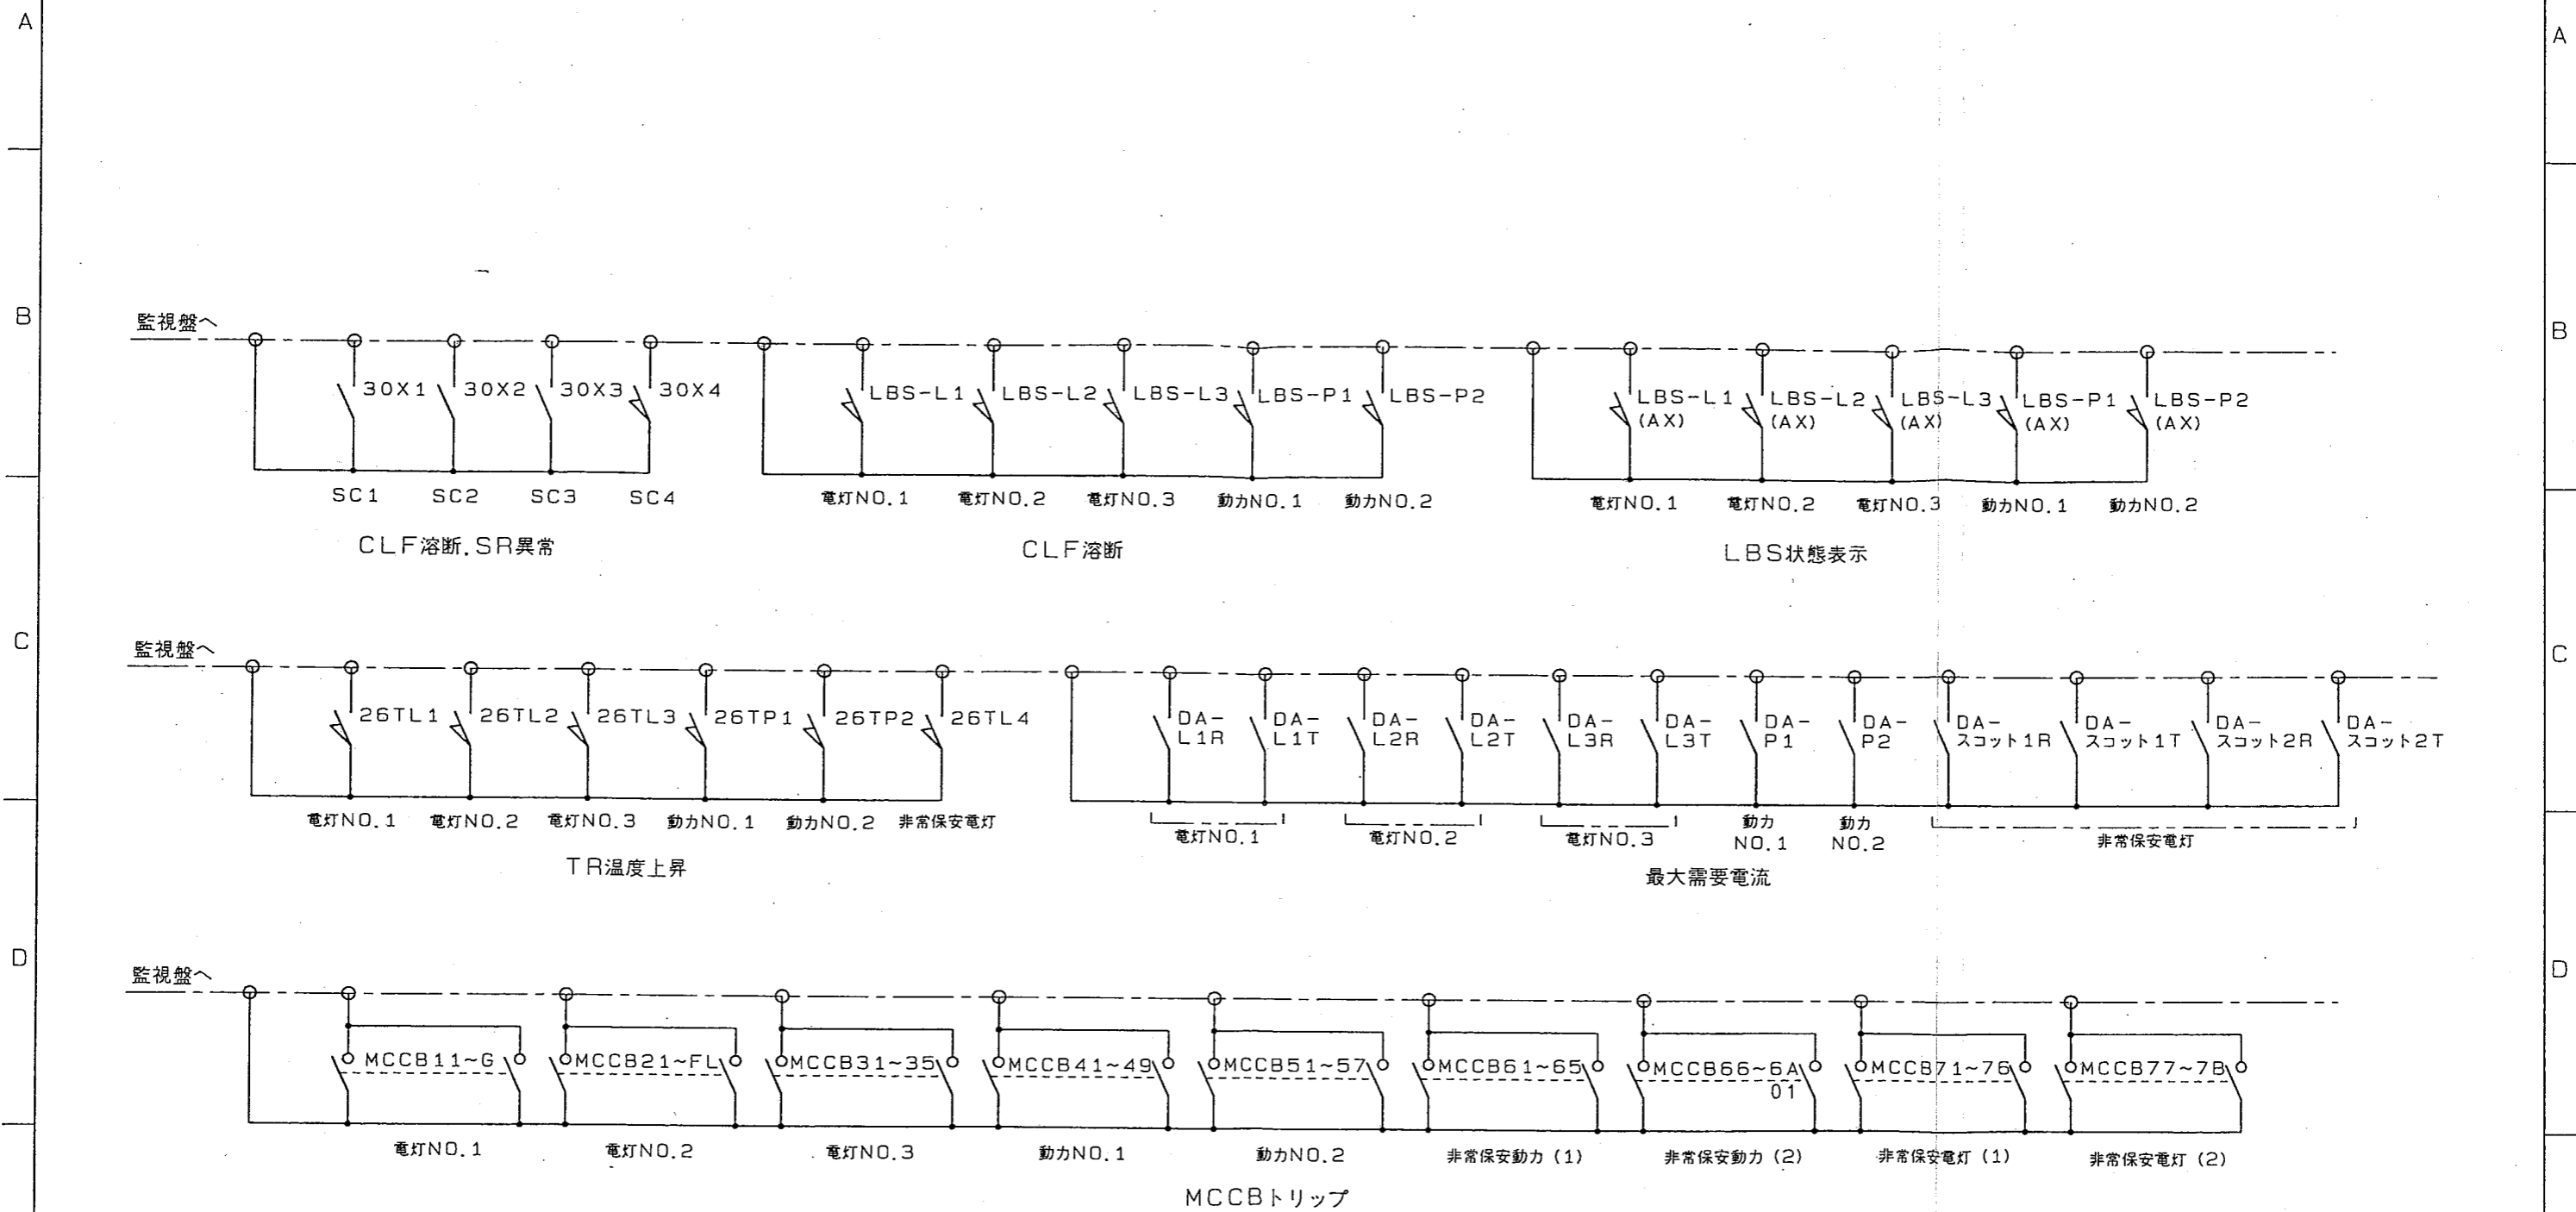 A
A
B
B
監視盤へ
30X1 30X2 30X3 30X4
LBS-L1 LBS-L2 LBS-L3 LBS-P1 LBS-P2
LBS-L1 LBS-L2 LBS-L3 LBS-P1 LBS-P2
(AX) (AX) (AX) (AX) (AX)
SC1 SC2 SC3 SC4
電灯NO.1 電灯NO.2 電灯NO.3 動力NO.1 動力NO.2
電灯NO.1 電灯NO.2 電灯NO.3 動力NO.1 動力NO.2
CLF溶断.SR異常
CLF溶断
LBS状態表示
C
C
監視盤へ
26TL1 26TL2 26TL3 26TP1 26TP2 26TL4
DA- DA- DA- DA- DA- DA- DA- DA- DA- DA- DA- DA-
L1R L1T L2R L2T L3R L3T P1 P2 スコット1R スコット1T スコット2R スコット2T
電灯NO.1 電灯NO.2 電灯NO.3 動力NO.1 動力NO.2 非常保安電灯
電灯NO.1 電灯NO.2 電灯NO.3 動力 動力 非常保安電灯
NO.1 NO.2
TR温度上昇
最大需要電流
D
D
監視盤へ
MCCB11~G MCCB21~FL MCCB31~35 MCCB41~49 MCCB51~57 MCCB61~65 MCCB66~6A MCCB71~76 MCCB77~7B
01
電灯NO.1 電灯NO.2 電灯NO.3 動力NO.1 動力NO.2 非常保安動力(1) 非常保安動力(2) 非常保安電灯(1) 非常保安電灯(2)
MCCBトリップ